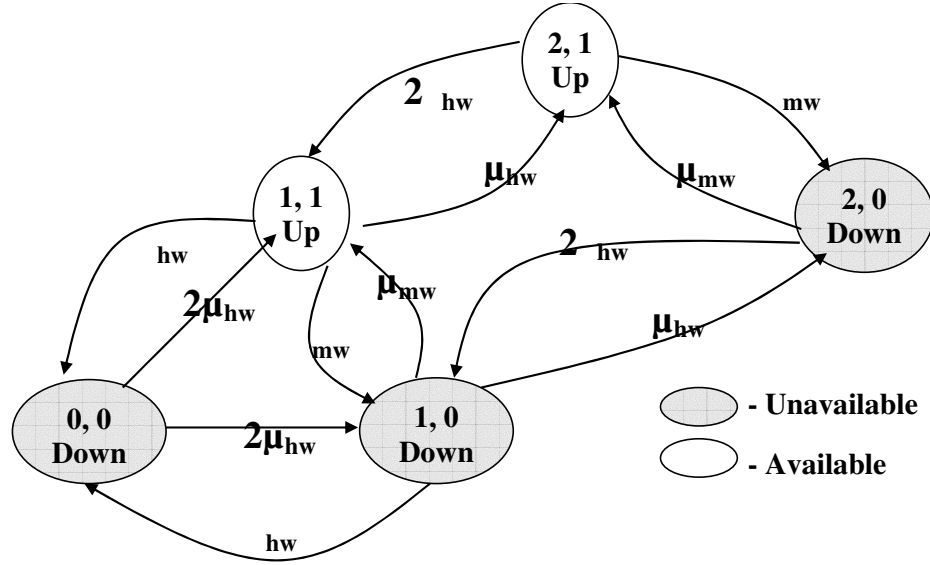 2, 1
Up
2 hw
mw
μhw
μmw
1, 1
Up
2, 0
Down
hw
2 hw
μmw
2μhw
μhw
mw
0, 0
Down
1, 0
Down
2μhw
- Unavailable
- Available
hw